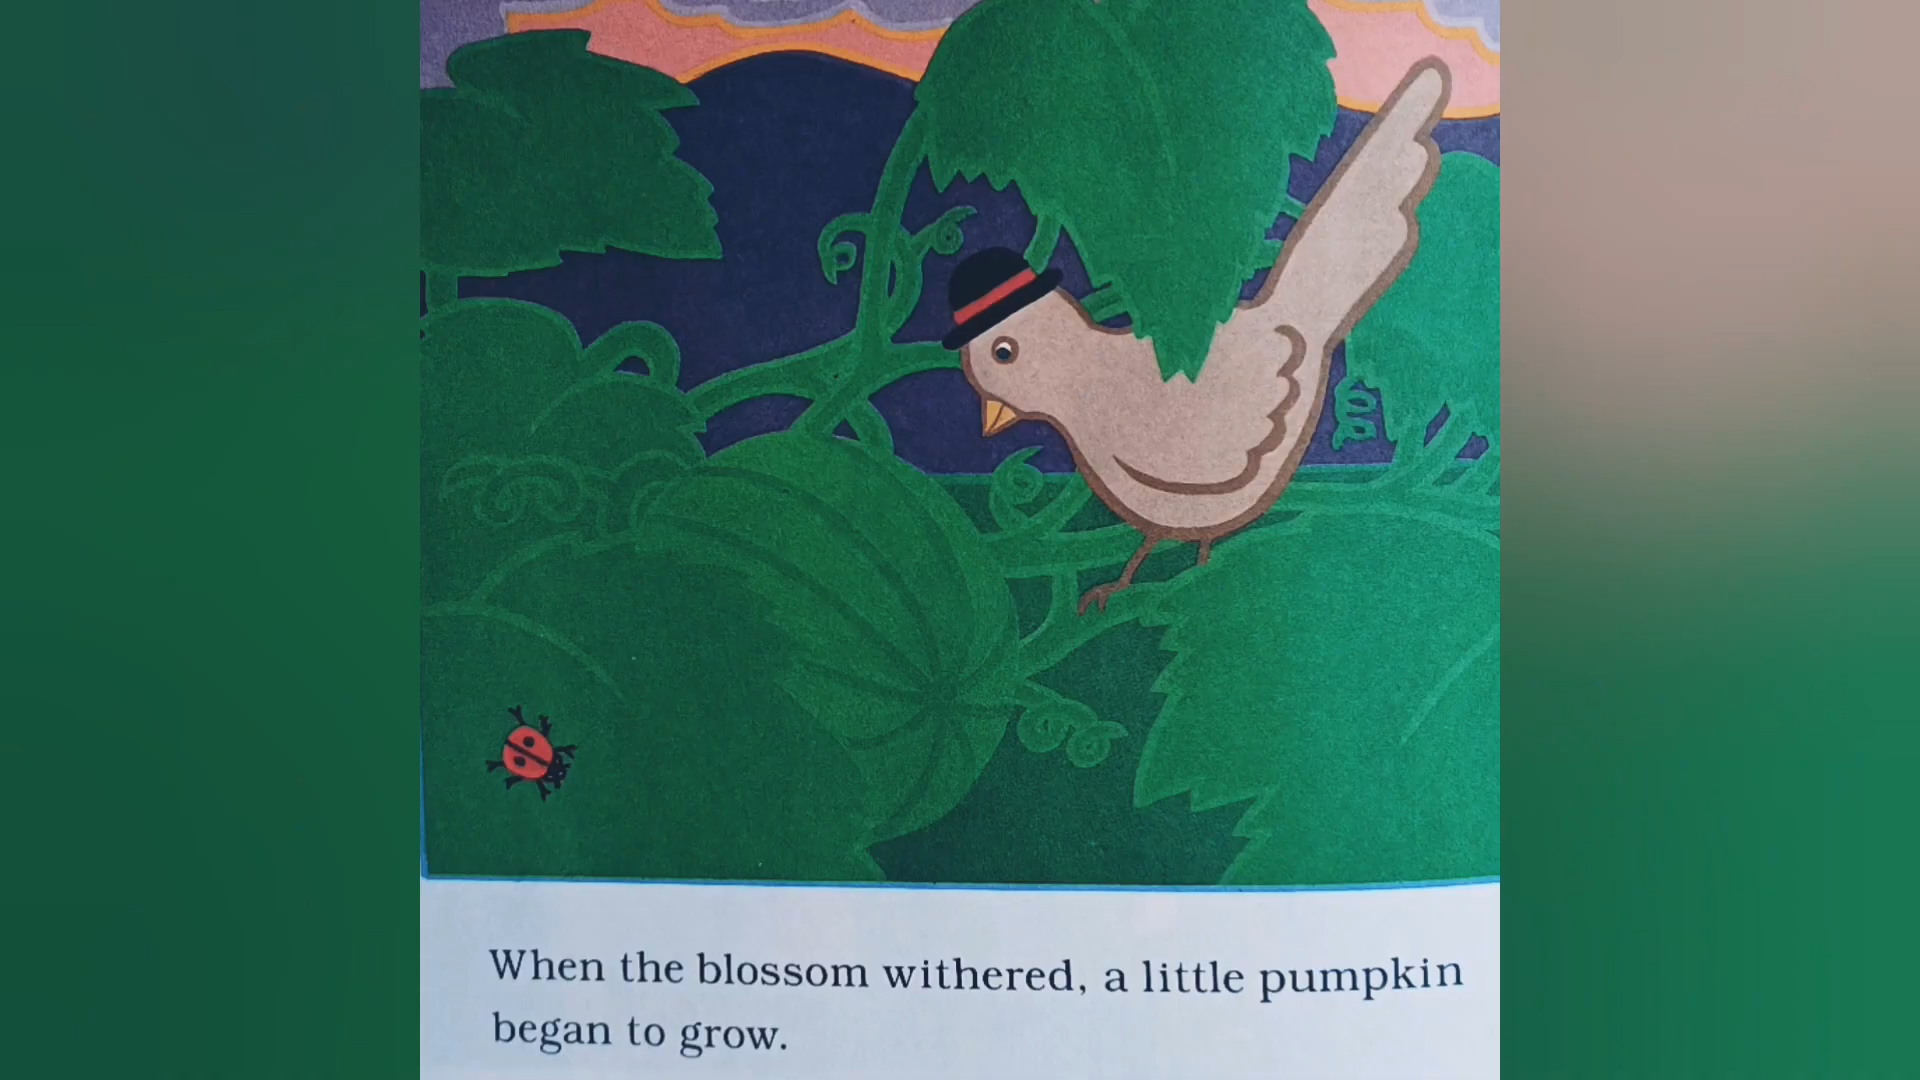 When the blossom withered, a little pumpkin
began to grow.